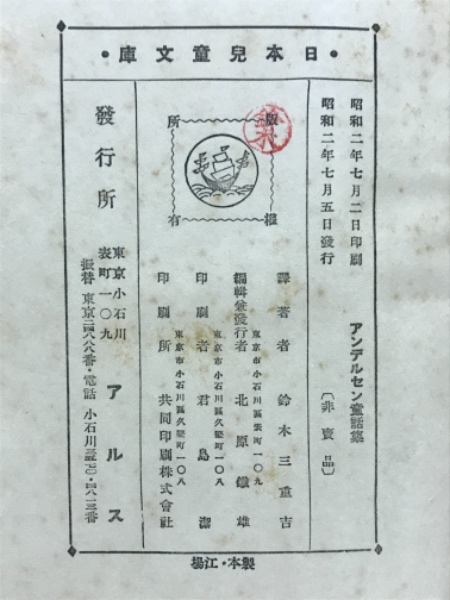 ・日本兒童文庫・
昭和二年七月二日印刷
昭和二年七月五日發行
アンデルセン童話集
〔非賣品〕
版權所有
譯著者 鈴木三重吉
東京市小石川區表町一〇九
編輯兼發行者 北原鐵雄
東京市小石川區久堅町一〇八
印刷者 君島潔
東京市小石川區久堅町一〇八
印刷所 共同印刷株式會社
發行所
東京小石川
表町一〇九
アルス
振替 東京二四八八番・電話 小石川
製本・江揚